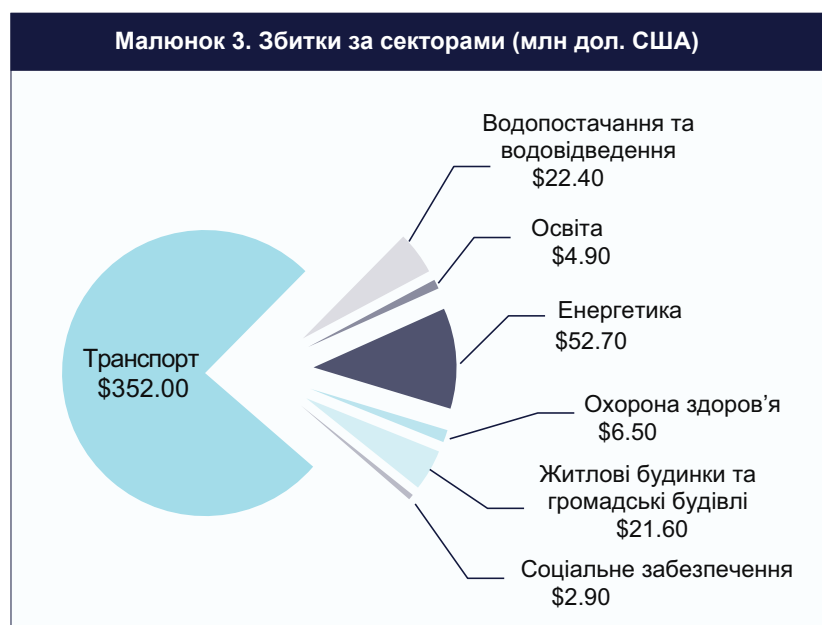 Малюнок 3. Збитки за секторами (млн дол. США)
Водопостачання та
водовідведення
$22.40
Освіта
$4.90
Енергетика
$52.70
Транспорт
$352.00
Охорона здоров’я
$6.50
Житлові будинки та
громадські будівлі
$21.60
Соціальне забезпечення
$2.90